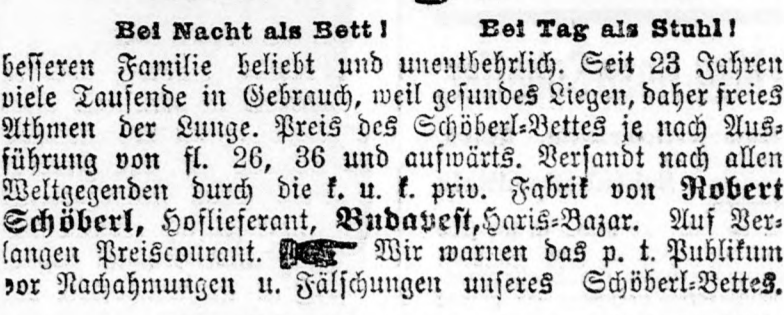 Bei Nacht als Bett! Bei Tag als Stuhl!
besseren Familie beliebt und unentbehrlich. Seit 23 Jahren
viele Tausende in Gebrauch, weil gesundes Liegen, daher freies
Athmen der Lunge. Preis des Schöberl-Bettes je nach Aus-
führung von fl. 26, 36 und aufwärts. Versandt nach allen
Weltgegenden durch die k. u. k. priv. Fabrik von Robert
Schöberl, Hoflieferant, Budapest, Haris-Bazar. Auf Ver-
langen Preiscourant. Wir warnen das p. t. Publikum
vor Nachahmungen u. Fälschungen unseres Schöberl-Bettes.